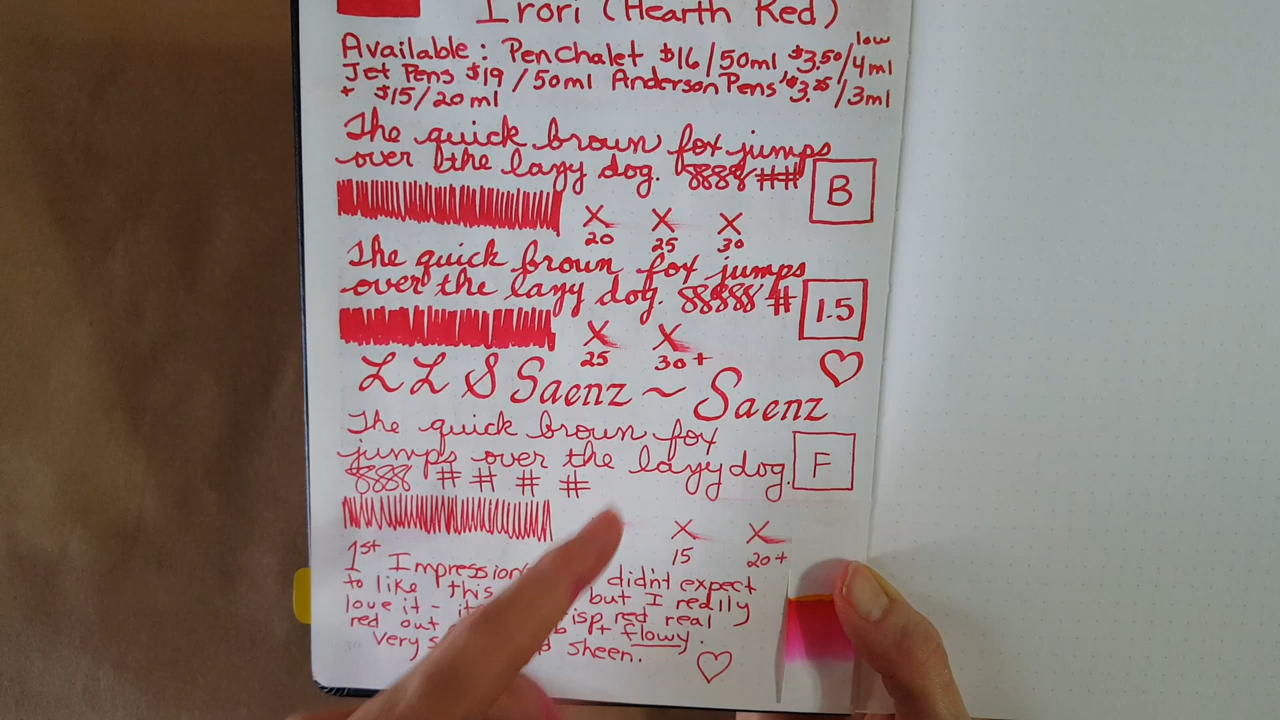 Irori (Hearth Red)
Available: Pen Chalet $16/50ml $3.50/4ml
low
Jet Pens $19/50ml Anderson Pens $3.25/3ml
+ $15/20ml
The quick brown fox jumps
over the lazy dog. 8888 ##
B
X X X
20 25 30
The quick brown fox jumps
over the lazy dog. 88888 #
1.5
X X
25 30+
L L S Saenz ~ Saenz
The quick brown fox
jumps over the lazy dog.
F
8888 # # # #
X X
15 20+
1st Impression didn't expect
to like this but I really
love it - red real
red out flowy.
Very sheen.